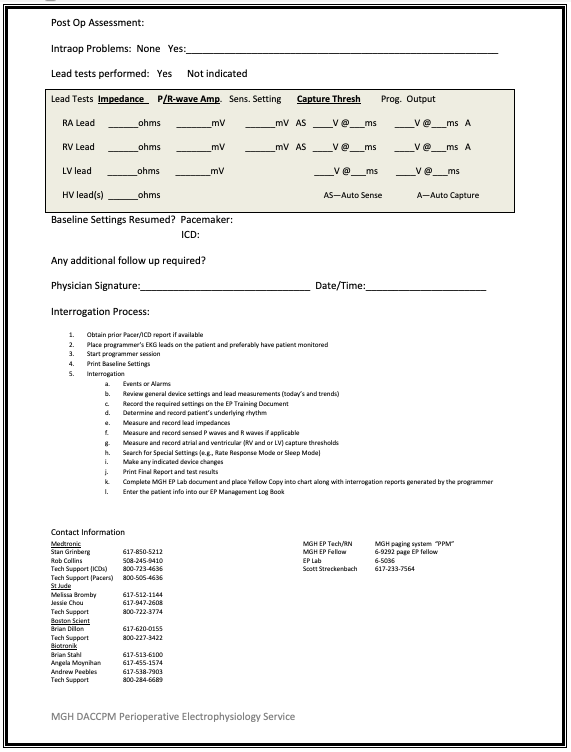 Post Op Assessment:
Intraop Problems: None Yes:____________________________________________________________
Lead tests performed: Yes Not indicated
Lead Tests Impedance P/R-wave Amp. Sens. Setting Capture Thresh Prog. Output
RA Lead ______ohms _______mV ______mV AS ____V @___ms ____V @___ms A
RV Lead ______ohms _______mV ______mV AS ____V @___ms ____V @___ms A
LV lead ______ohms _______mV ____V @___ms ____V @___ms
HV lead(s) ______ohms AS—Auto Sense A—Auto Capture
Baseline Settings Resumed? Pacemaker:
ICD:
Any additional follow up required?
Physician Signature:_________________________________ Date/Time:_______________________
Interrogation Process:
1. Obtain prior Pacer/ICD report if available
2. Place programmer's EKG leads on the patient and preferably have patient monitored
3. Start programmer session
4. Print Baseline Settings
5. Interrogation
a. Events or Alarms
b. Review general device settings and lead measurements (today's and trends)
c. Record the required settings on the EP Training Document
d. Determine and record patient's underlying rhythm
e. Measure and record lead impedances
f. Measure and record sensed P waves and R waves if applicable
g. Measure and record atrial and ventricular (RV and or LV) capture thresholds
h. Search for Special Settings (e.g., Rate Response Mode or Sleep Mode)
i. Make any indicated device changes
j. Print Final Report and test results
k. Complete MGH EP Lab document and place Yellow Copy into chart along with interrogation reports generated by the programmer
l. Enter the patient info into our EP Management Log Book
Contact Information
Medtronic MGH EP Tech/RN MGH paging system "PPM"
Stan Grinberg 617-850-5212 MGH EP Fellow 6-9292 page EP fellow
Rob Collins 508-245-9410 EP Lab 6-5036
Tech Support (ICDs) 800-723-4636 Scott Streckenbach 617-233-7564
Tech Support (Pacers) 800-505-4636
St Jude
Melissa Bromby 617-512-1144
Jessie Chou 617-947-2608
Tech Support 800-722-3774
Boston Scient
Brian Dillon 617-620-0155
Tech Support 800-227-3422
Biotronik
Brian Stahl 617-513-6100
Angela Moynihan 617-455-1574
Andrew Peebles 617-538-7903
Tech Support 800-284-6689
MGH DACCPM Perioperative Electrophysiology Service